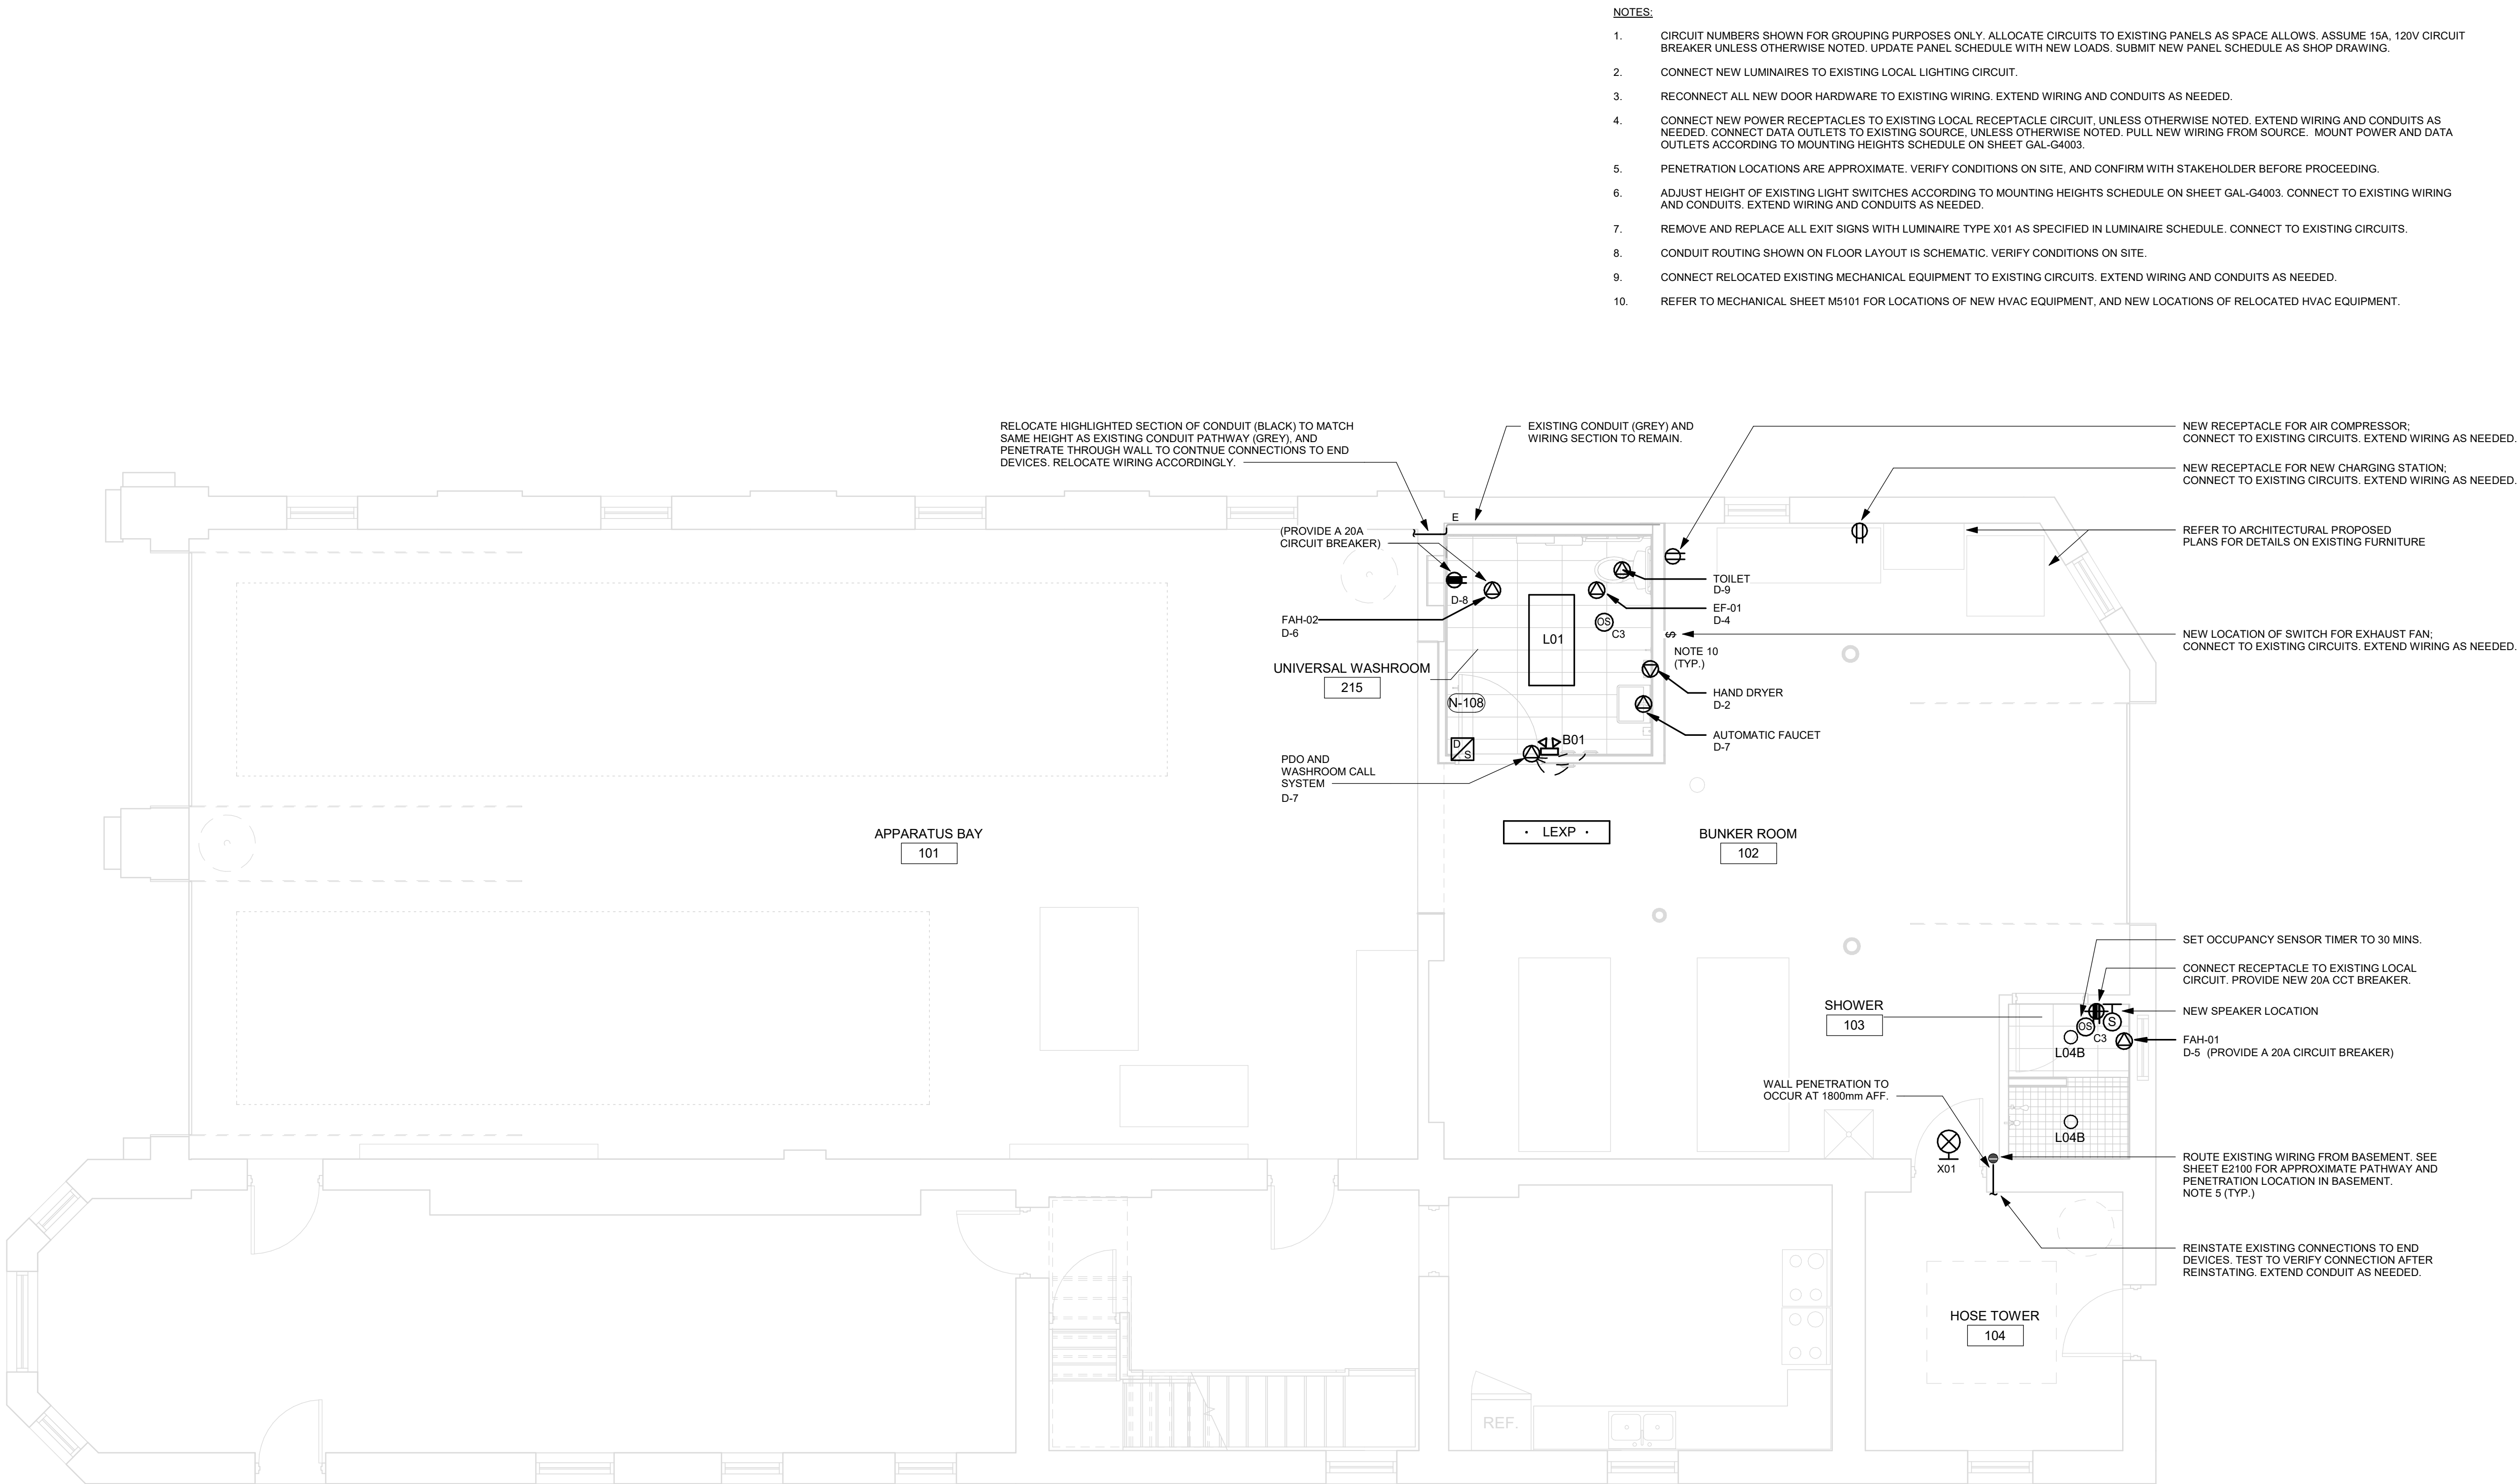 NOTES:
1. CIRCUIT NUMBERS SHOWN FOR GROUPING PURPOSES ONLY. ALLOCATE CIRCUITS TO EXISTING PANELS AS SPACE ALLOWS. ASSUME 15A, 120V CIRCUIT
BREAKER UNLESS OTHERWISE NOTED. UPDATE PANEL SCHEDULE WITH NEW LOADS. SUBMIT NEW PANEL SCHEDULE AS SHOP DRAWING.
2. CONNECT NEW LUMINAIRES TO EXISTING LOCAL LIGHTING CIRCUIT.
3. RECONNECT ALL NEW DOOR HARDWARE TO EXISTING WIRING. EXTEND WIRING AND CONDUITS AS NEEDED.
4. CONNECT NEW POWER RECEPTACLES TO EXISTING LOCAL RECEPTACLE CIRCUIT, UNLESS OTHERWISE NOTED. EXTEND WIRING AND CONDUITS AS
NEEDED. CONNECT DATA OUTLETS TO EXISTING SOURCE, UNLESS OTHERWISE NOTED. PULL NEW WIRING FROM SOURCE. MOUNT POWER AND DATA
OUTLETS ACCORDING TO MOUNTING HEIGHTS SCHEDULE ON SHEET GAL-G4003.
5. PENETRATION LOCATIONS ARE APPROXIMATE. VERIFY CONDITIONS ON SITE, AND CONFIRM WITH STAKEHOLDER BEFORE PROCEEDING.
6. ADJUST HEIGHT OF EXISTING LIGHT SWITCHES ACCORDING TO MOUNTING HEIGHTS SCHEDULE ON SHEET GAL-G4003. CONNECT TO EXISTING WIRING
AND CONDUITS. EXTEND WIRING AND CONDUITS AS NEEDED.
7. REMOVE AND REPLACE ALL EXIT SIGNS WITH LUMINAIRE TYPE X01 AS SPECIFIED IN LUMINAIRE SCHEDULE. CONNECT TO EXISTING CIRCUITS.
8. CONDUIT ROUTING SHOWN ON FLOOR LAYOUT IS SCHEMATIC. VERIFY CONDITIONS ON SITE.
9. CONNECT RELOCATED EXISTING MECHANICAL EQUIPMENT TO EXISTING CIRCUITS. EXTEND WIRING AND CONDUITS AS NEEDED.
10. REFER TO MECHANICAL SHEET M5101 FOR LOCATIONS OF NEW HVAC EQUIPMENT, AND NEW LOCATIONS OF RELOCATED HVAC EQUIPMENT.
RELOCATE HIGHLIGHTED SECTION OF CONDUIT (BLACK) TO MATCH
SAME HEIGHT AS EXISTING CONDUIT PATHWAY (GREY), AND
PENETRATE THROUGH WALL TO CONTNUE CONNECTIONS TO END
DEVICES. RELOCATE WIRING ACCORDINGLY.
EXISTING CONDUIT (GREY) AND
WIRING SECTION TO REMAIN.
NEW RECEPTACLE FOR AIR COMPRESSOR;
CONNECT TO EXISTING CIRCUITS. EXTEND WIRING AS NEEDED.
NEW RECEPTACLE FOR NEW CHARGING STATION;
CONNECT TO EXISTING CIRCUITS. EXTEND WIRING AS NEEDED.
E
(PROVIDE A 20A
CIRCUIT BREAKER)
REFER TO ARCHITECTURAL PROPOSED
PLANS FOR DETAILS ON EXISTING FURNITURE
TOILET
D-9
D-8
EF-01
D-4
FAH-02
D-6
OS
C3
L01
S
NEW LOCATION OF SWITCH FOR EXHAUST FAN;
CONNECT TO EXISTING CIRCUITS. EXTEND WIRING AS NEEDED.
NOTE 10
(TYP.)
UNIVERSAL WASHROOM
215
HAND DRYER
D-2
N-108
AUTOMATIC FAUCET
D-7
D
S
B01
PDO AND
WASHROOM CALL
SYSTEM
D-7
LEXP
APPARATUS BAY
101
BUNKER ROOM
102
SET OCCUPANCY SENSOR TIMER TO 30 MINS.
CONNECT RECEPTACLE TO EXISTING LOCAL
CIRCUIT. PROVIDE NEW 20A CCT BREAKER.
SHOWER
103
NEW SPEAKER LOCATION
OS
S
C3
L04B
FAH-01
D-5 (PROVIDE A 20A CIRCUIT BREAKER)
WALL PENETRATION TO
OCCUR AT 1800mm AFF.
L04B
X01
ROUTE EXISTING WIRING FROM BASEMENT. SEE
SHEET E2100 FOR APPROXIMATE PATHWAY AND
PENETRATION LOCATION IN BASEMENT.
NOTE 5 (TYP.)
REINSTATE EXISTING CONNECTIONS TO END
DEVICES. TEST TO VERIFY CONNECTION AFTER
REINSTATING. EXTEND CONDUIT AS NEEDED.
HOSE TOWER
104
REF.